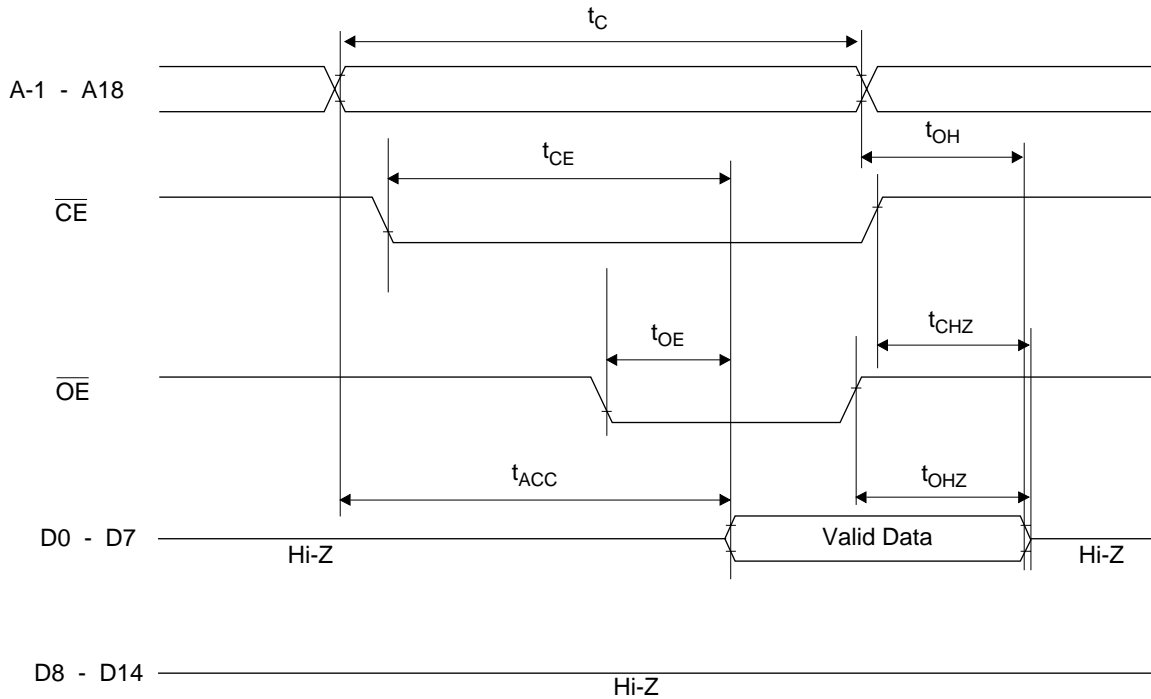 tC
A-1 - A18
tOH
tCE
CE
tCHZ
tOE
OE
tACC
tOHZ
D0 - D7
Valid Data
Hi-Z
Hi-Z
D8 - D14
Hi-Z